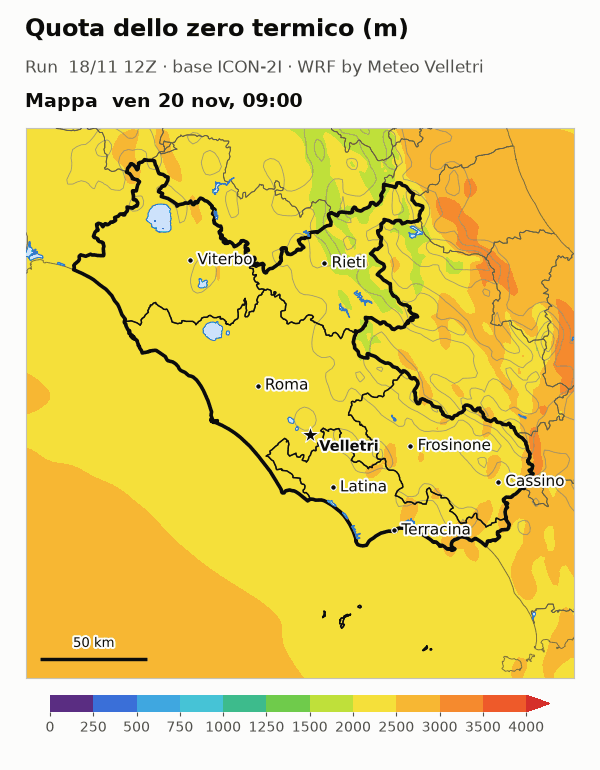 Quota dello zero termico (m)
Run  18/11 12Z · base ICON-2I · WRF by Meteo Velletri
Mappa  ven 20 nov, 09:00
Viterbo
Rieti
Roma
Velletri
Frosinone
Latina
Cassino
Terracina
50 km
0 250 500 750 1000 1250 1500 2000 2500 3000 3500 4000